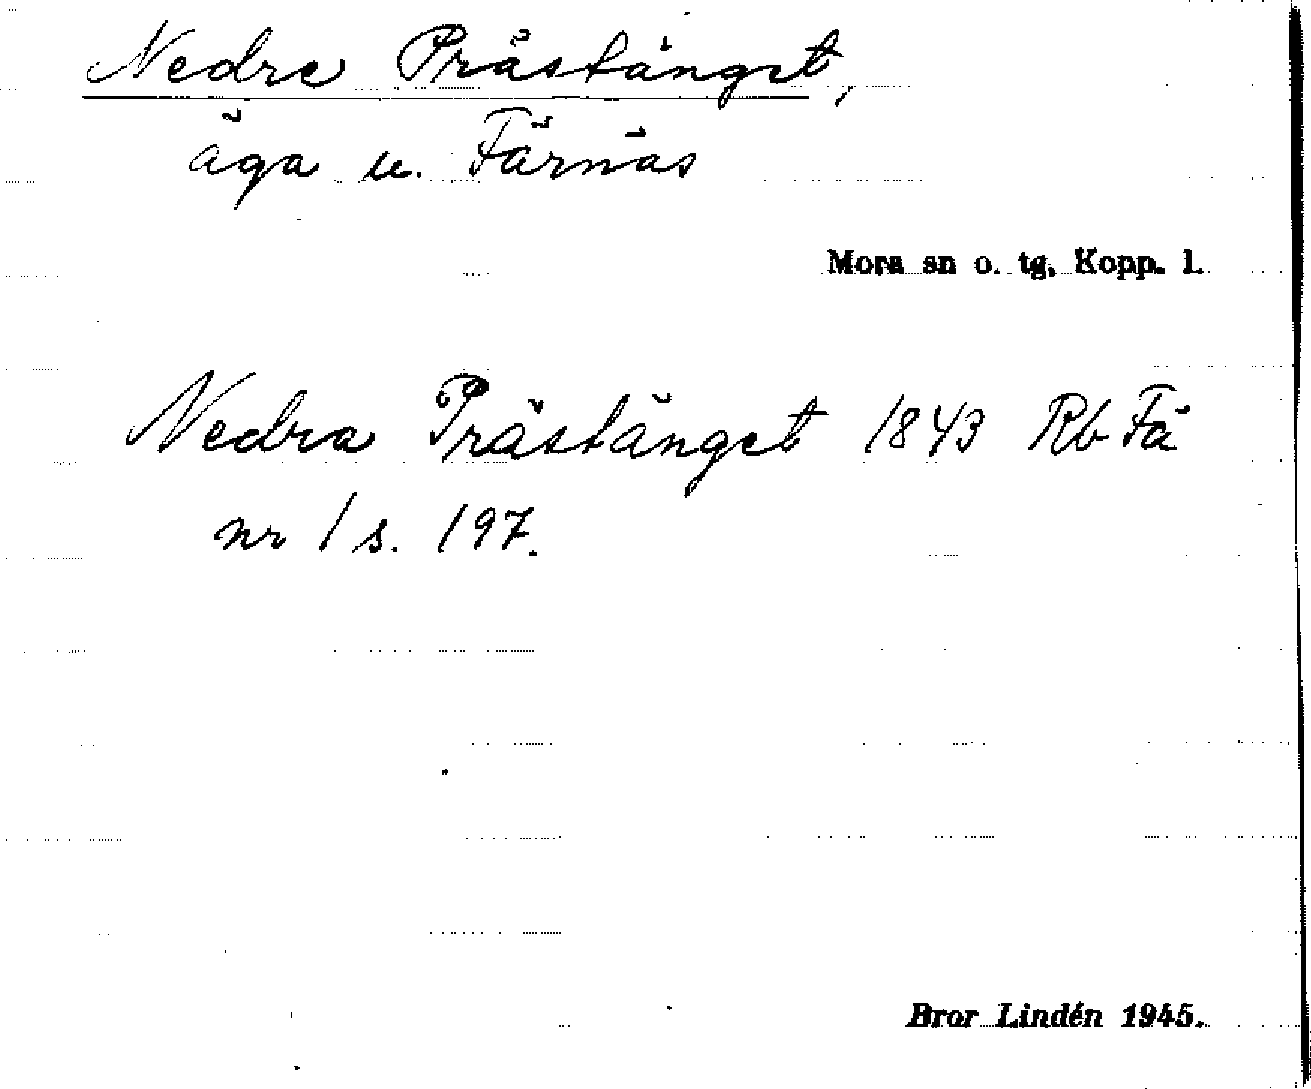 Nedre Prästänget,
äga u. Färnäs
Mora sn o. tg. Kopp. l.
Nedra Prästänget 1843 Rb Fä
nr 1 s. 197.
Bror Lindén 1945.